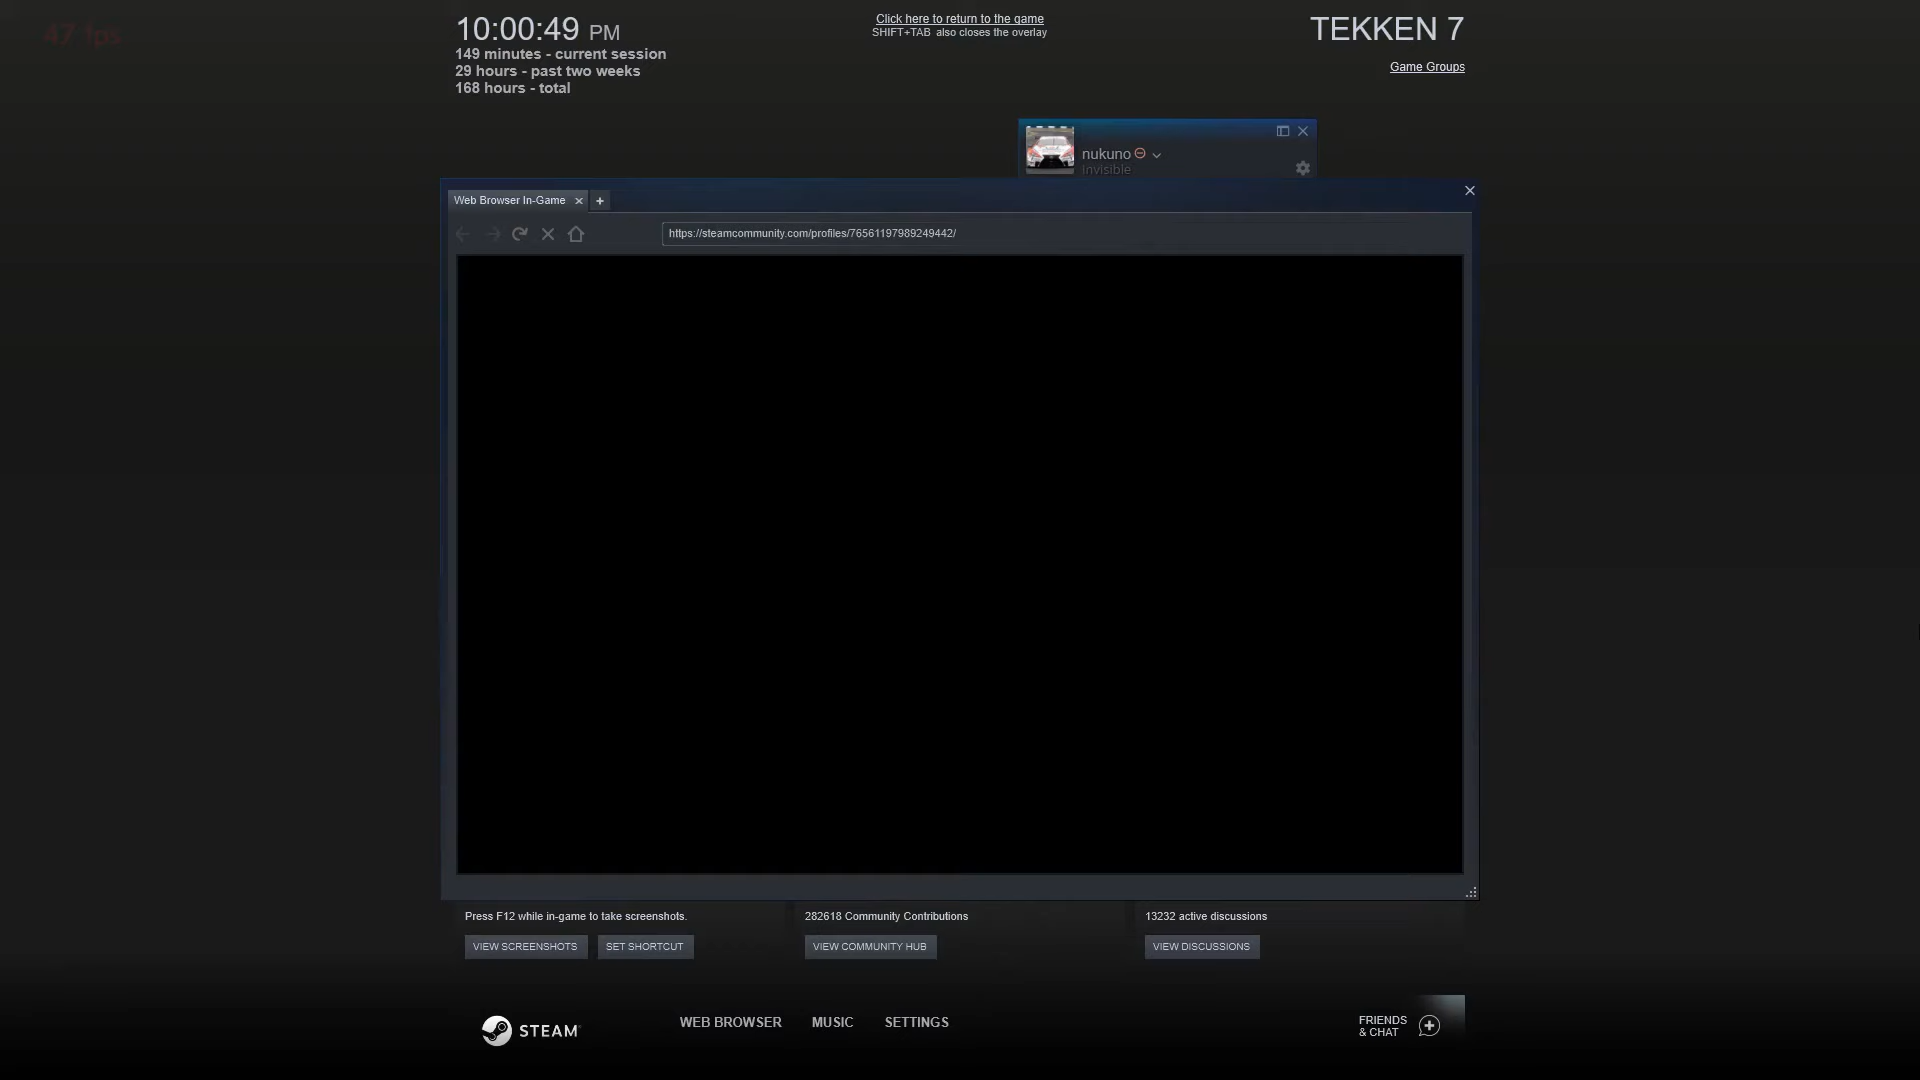 47 fps
10:00:49 PM
149 minutes - current session
29 hours - past two weeks
168 hours - total
Click here to return to the game
SHIFT+TAB also closes the overlay
TEKKEN 7
Game Groups
nukuno
Invisible
Web Browser In-Game
https://steamcommunity.com/profiles/76561197989249442/
Press F12 while in-game to take screenshots.
VIEW SCREENSHOTS
SET SHORTCUT
282618 Community Contributions
VIEW COMMUNITY HUB
13232 active discussions
VIEW DISCUSSIONS
STEAM
WEB BROWSER
MUSIC
SETTINGS
FRIENDS
& CHAT